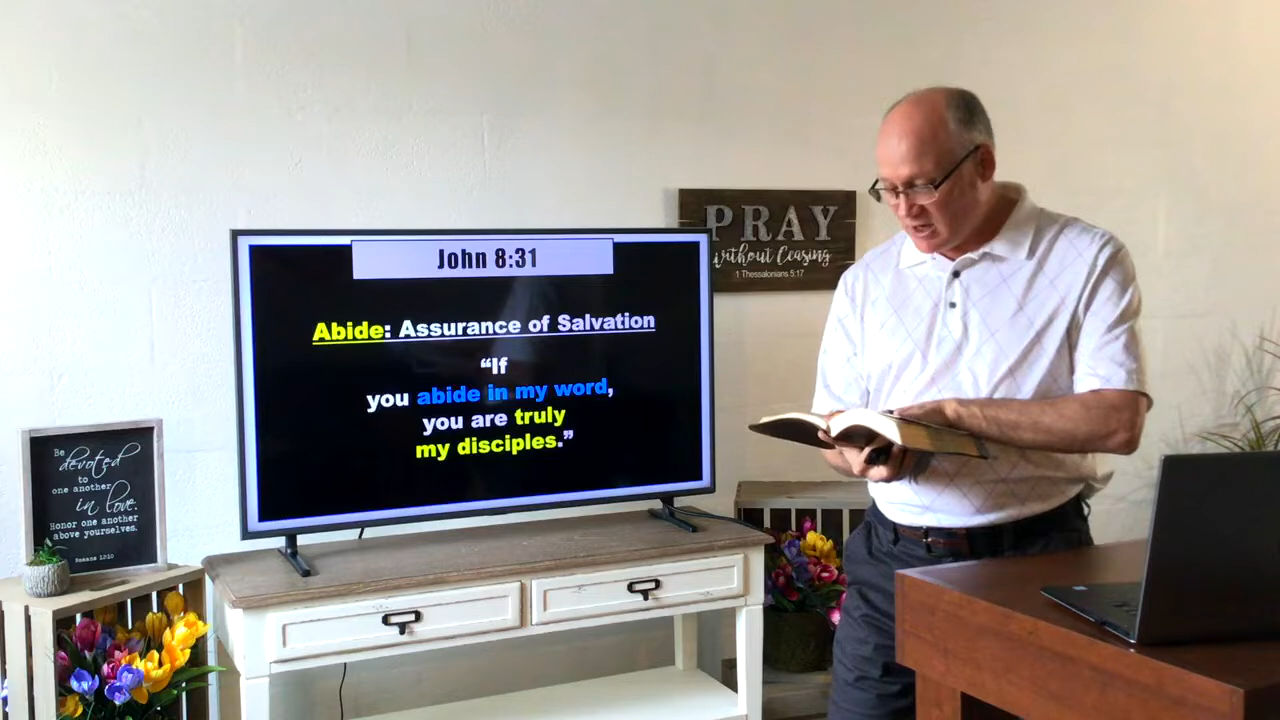 John 8:31
Abide: Assurance of Salvation
“If
you abide in my word,
you are truly
my disciples.”
PRAY
without Ceasing
1 Thessalonians 5:17
Be
devoted
to
one another
in love.
Honor one another
above yourselves.
Romans 12:10